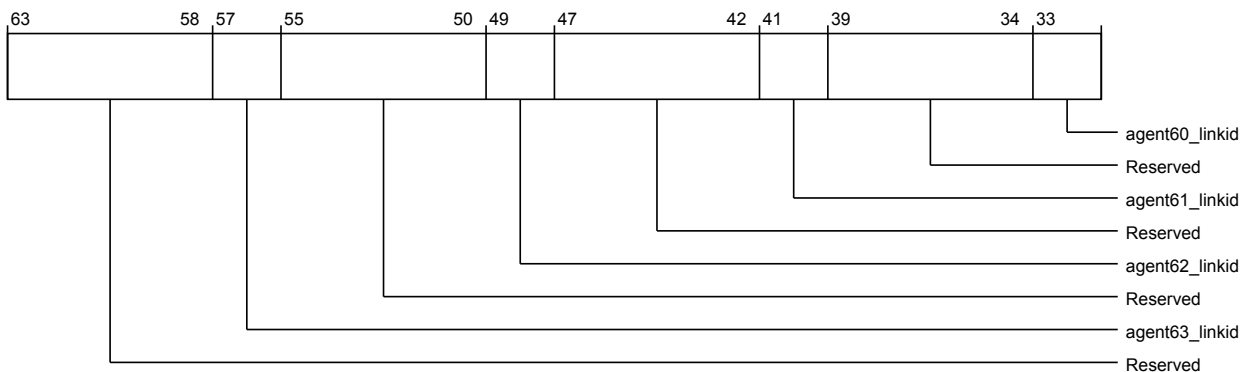 63 58 57 55 50 49 47 42 41 39 34 33
agent60_linkid
Reserved
agent61_linkid
Reserved
agent62_linkid
Reserved
agent63_linkid
Reserved